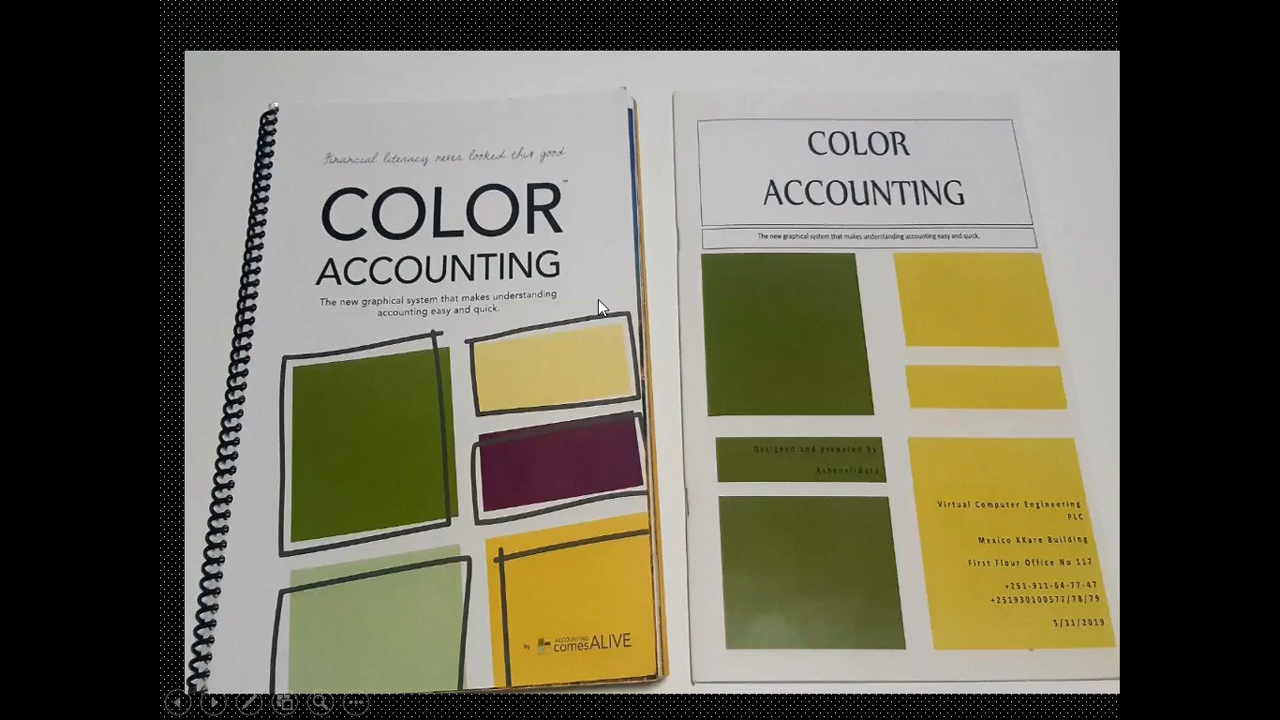 Financial literacy never looked this good
COLOR™
ACCOUNTING
The new graphical system that makes understanding
accounting easy and quick.
by ACCOUNTING
comesALIVE
COLOR
ACCOUNTING
The new graphical system that makes understanding accounting easy and quick.
Designed and prepared by
Virtual Computer Engineering
PLC
Mexico KKare Building
First Flour Office No 117
+251-911-64-77-47
+251930100577/78/79
5/31/2019